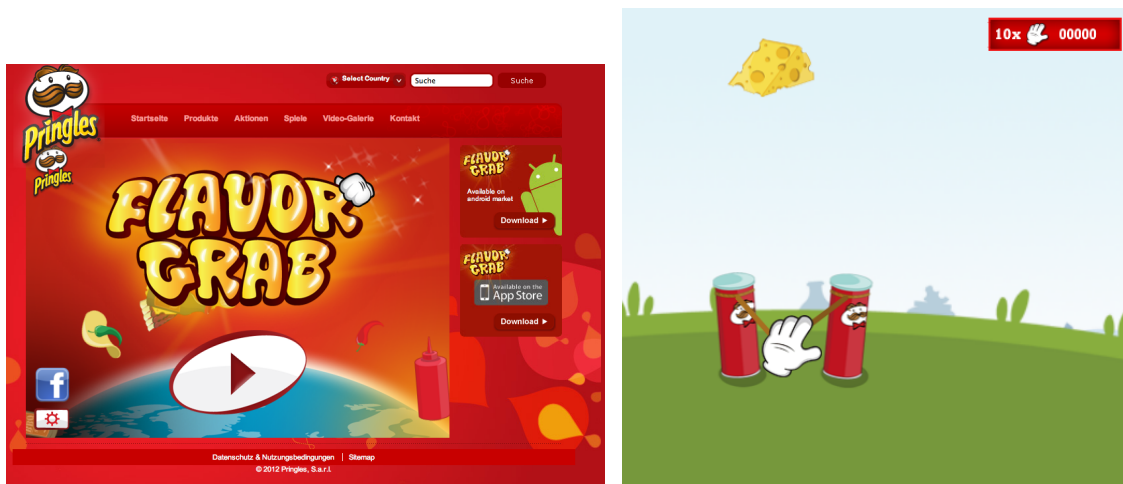 Select Country
Suche
Suche
Pringles
Pringles
Startseite Produkte Aktionen Spiele Video-Galerie Kontakt
FLAVOR
GRAB
FLAVOR
GRAB
Available on
android market
Download
FLAVOR
GRAB
Available on the
App Store
Download
f
Datenschutz & Nutzungsbedingungen | Sitemap
© 2012 Pringles, S.a.r.l.
10x 00000